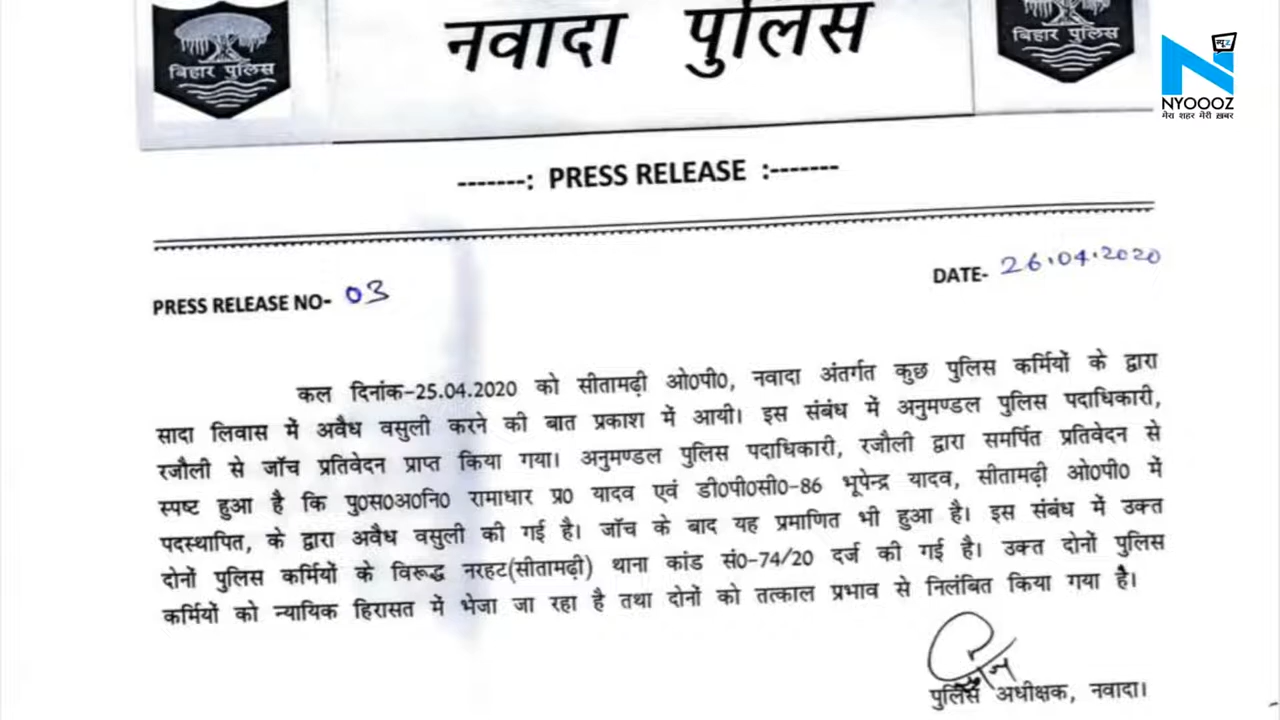 नवादा पुलिस
बिहार पुलिस
बिहार पुलिस
NYOOOZ
मेरा शहर मेरी ख़बर
-------: PRESS RELEASE :-------
PRESS RELEASE NO- 03
DATE- 26.04.2020
कल दिनांक-25.04.2020 को सीतामढ़ी ओ0पी0, नवादा अंतर्गत कुछ पुलिस कर्मियों के द्वारा
सादा लिवास में अवैध वसुली करने की बात प्रकाश में आयी। इस संबंध में अनुमण्डल पुलिस पदाधिकारी,
रजौली से जॉच प्रतिवेदन प्राप्त किया गया। अनुमण्डल पुलिस पदाधिकारी, रजौली द्वारा समर्पित प्रतिवेदन से
स्पष्ट हुआ है कि पु0स0अ0नि0 रामाधार प्र0 यादव एवं डी0पी0सी0-86 भूपेन्द्र यादव, सीतामढ़ी ओ0पी0 में
पदस्थापित, के द्वारा अवैध वसुली की गई है। जॉच के बाद यह प्रमाणित भी हुआ है। इस संबंध में उक्त
दोनों पुलिस कर्मियों के विरूद्ध नरहट(सीतामढ़ी) थाना कांड सं0-74/20 दर्ज की गई है। उक्त दोनों पुलिस
कर्मियों को न्यायिक हिरासत में भेजा जा रहा है तथा दोनों को तत्काल प्रभाव से निलंबित किया गया है।
पुलिस अधीक्षक, नवादा।